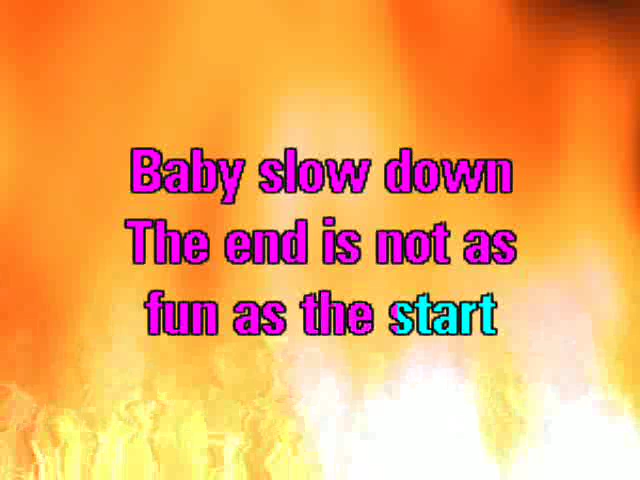 Baby slow down
The end is not as
fun as the start